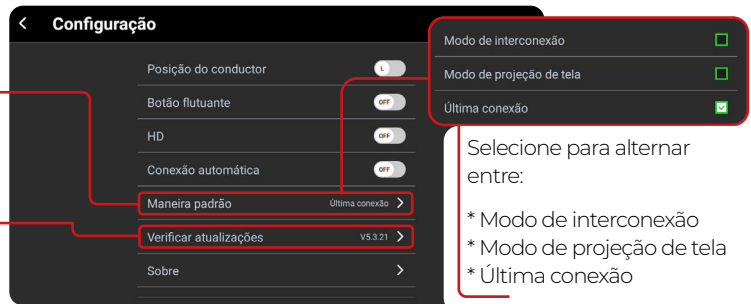 Configuração
Posição do conductor
L
Botão flutuante
OFF
HD
OFF
Conexão automática
OFF
Maneira padrão
Última conexão
Verificar atualizações
V5.3.21
Sobre
Modo de interconexão
Modo de projeção de tela
Última conexão
Selecione para alternar
entre:
* Modo de interconexão
* Modo de projeção de tela
* Última conexão